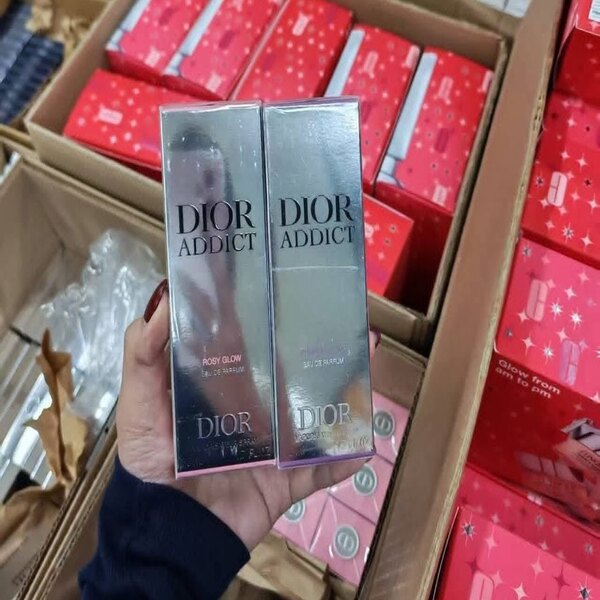 DIOR
ADDICT
ROSY GLOW
EAU DE PARFUM
DIOR
DIOR
ADDICT
EAU DE PARFUM
DIOR
Glow from
am to pm